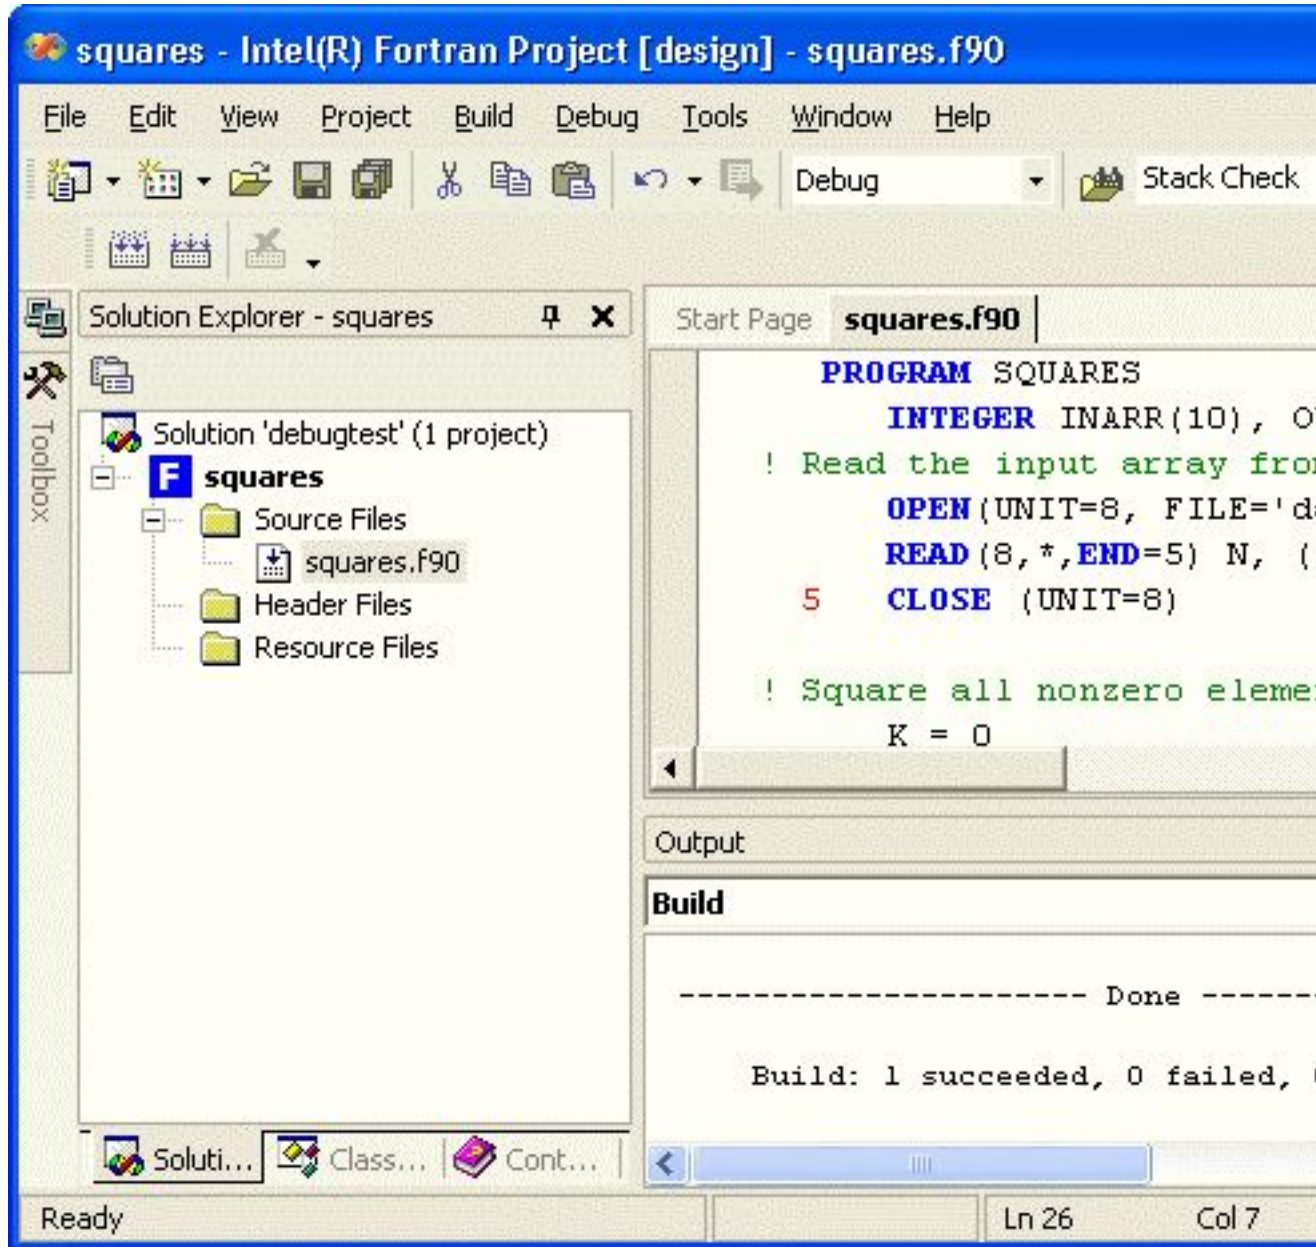 squares - Intel(R) Fortran Project [design] - squares.f90
File Edit View Project Build Debug Tools Window Help
Debug Stack Check
Solution Explorer - squares
Toolbox
Solution 'debugtest' (1 project)
squares
Source Files
squares.f90
Header Files
Resource Files
Soluti... Class... Cont...
Start Page squares.f90
PROGRAM SQUARES
INTEGER INARR(10), O
! Read the input array from
OPEN(UNIT=8, FILE='da
READ(8,*,END=5) N, (
5 CLOSE (UNIT=8)
! Square all nonzero eleme
K = 0
Output
Build
---------------------- Done ------
Build: 1 succeeded, 0 failed,
Ready Ln 26 Col 7